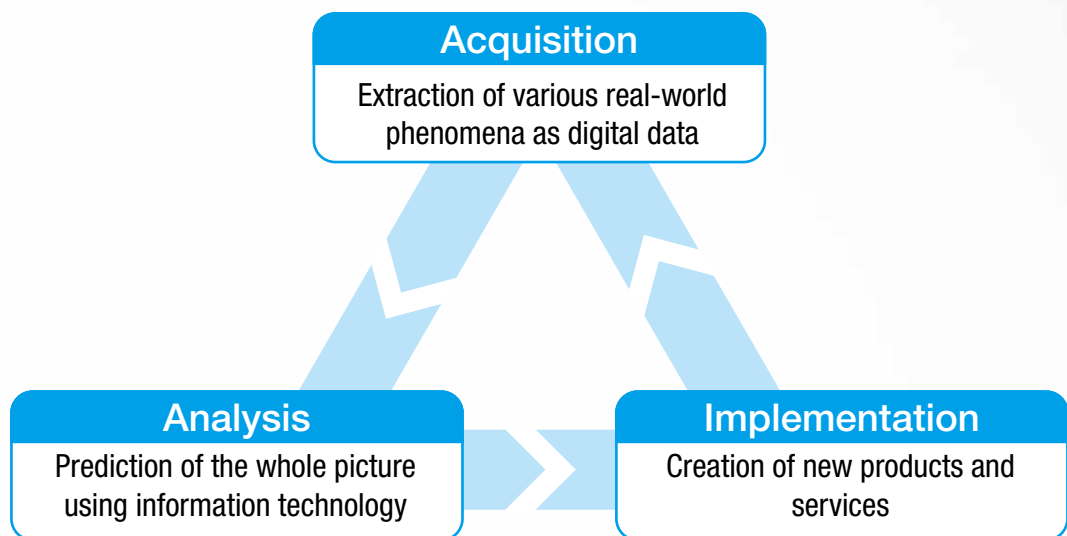 Acquisition
Extraction of various real-world
phenomena as digital data
Analysis
Prediction of the whole picture
using information technology
Implementation
Creation of new products and
services